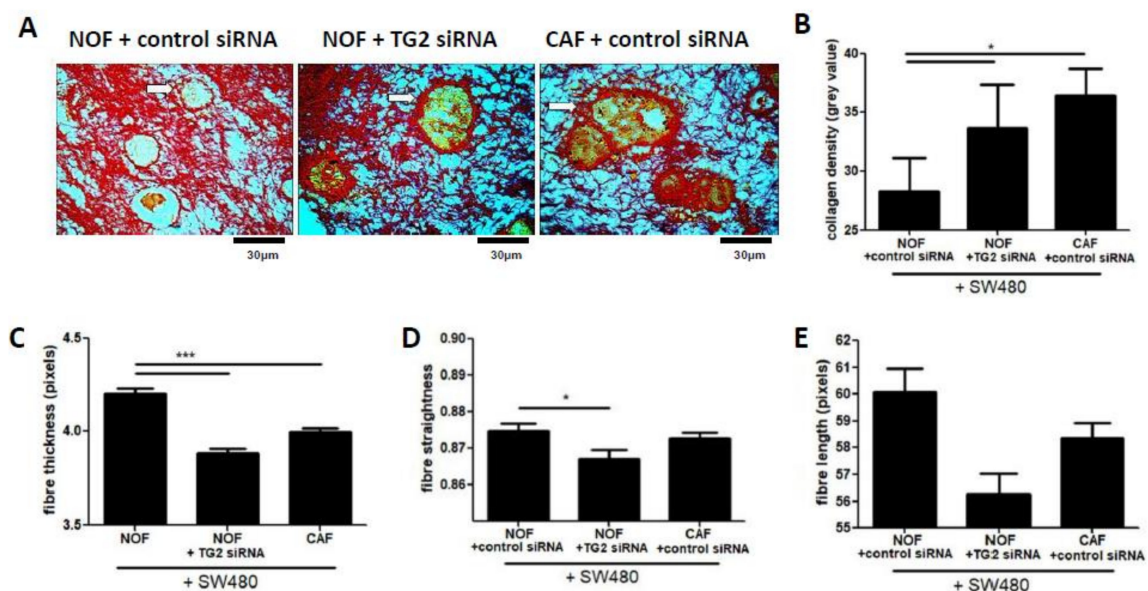 A
NOF + control siRNA
NOF + TG2 siRNA
CAF + control siRNA
30µm
30µm
30µm
B
collagen density (grey value)
40
35
30
25
*
NOF
+control siRNA
NOF
+TG2 siRNA
CAF
+control siRNA
+ SW480
C
fibre thickness (pixels)
4.5
4.0
3.5
***
NOF
NOF
+ TG2 siRNA
CAF
+ SW480
D
fibre straightness
0.90
0.89
0.88
0.87
0.86
*
NOF
+control siRNA
NOF
+TG2 siRNA
CAF
+control siRNA
+ SW480
E
fibre length (pixels)
62
61
60
59
58
57
56
55
NOF
+control siRNA
NOF
+TG2 siRNA
CAF
+control siRNA
+ SW480